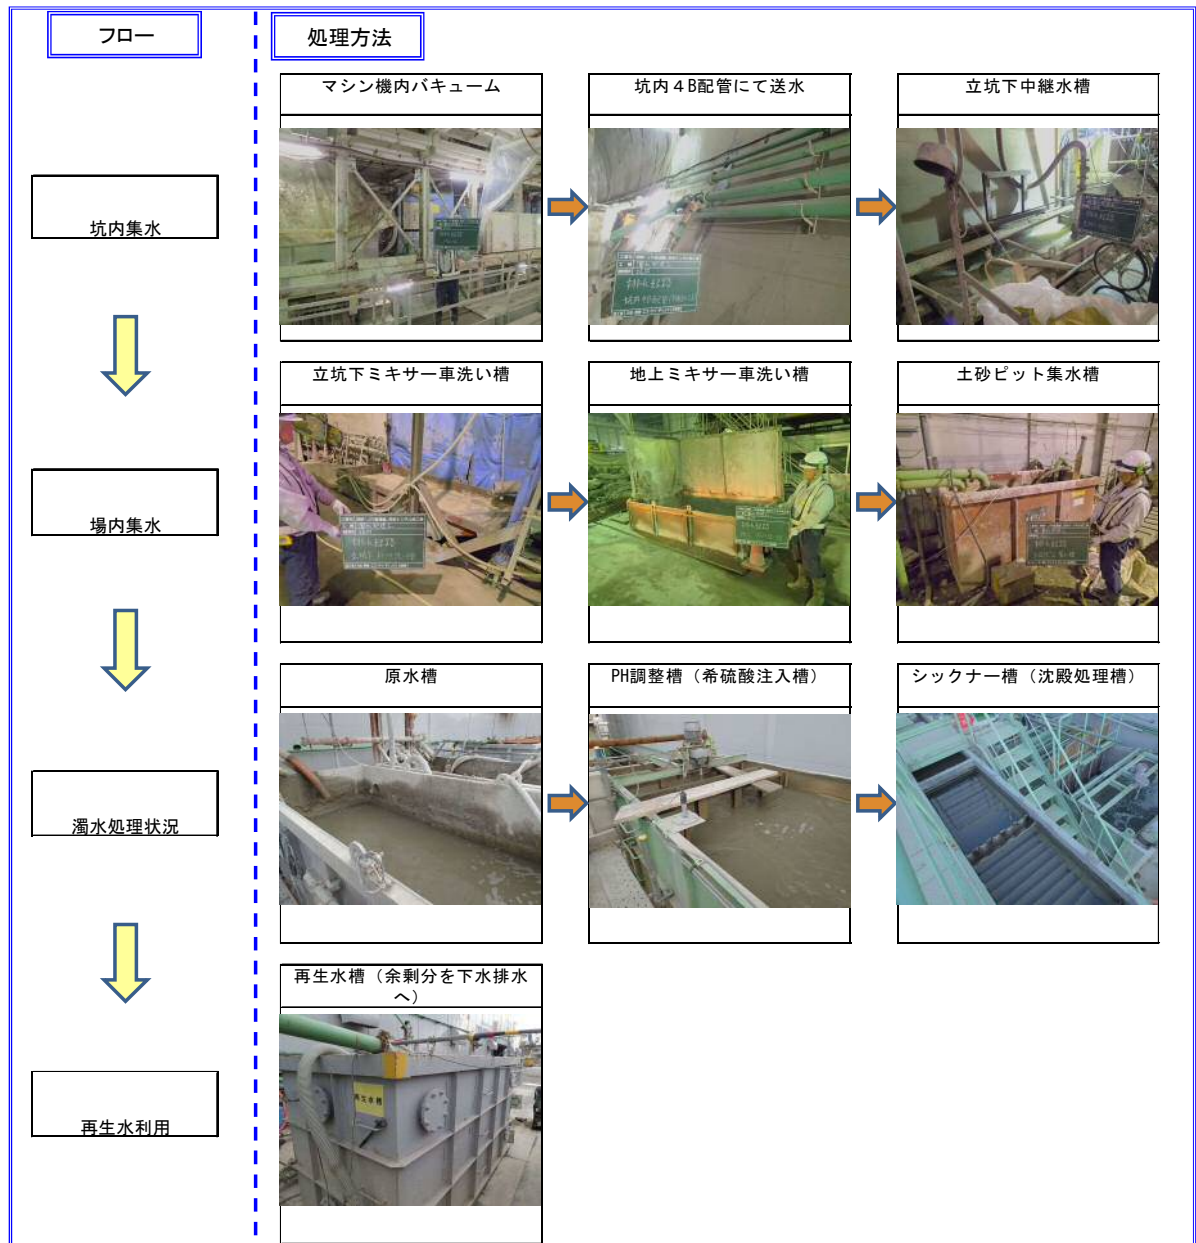 フロー
処理方法
マシン機内バキューム
坑内４B配管にて送水
立坑下中継水槽
坑内集水
立坑下ミキサー車洗い槽
地上ミキサー車洗い槽
土砂ピット集水槽
場内集水
原水槽
PH調整槽（希硫酸注入槽）
シックナー槽（沈殿処理槽）
濁水処理状況
再生水槽（余剰分を下水排水
へ）
再生水槽
再生水利用